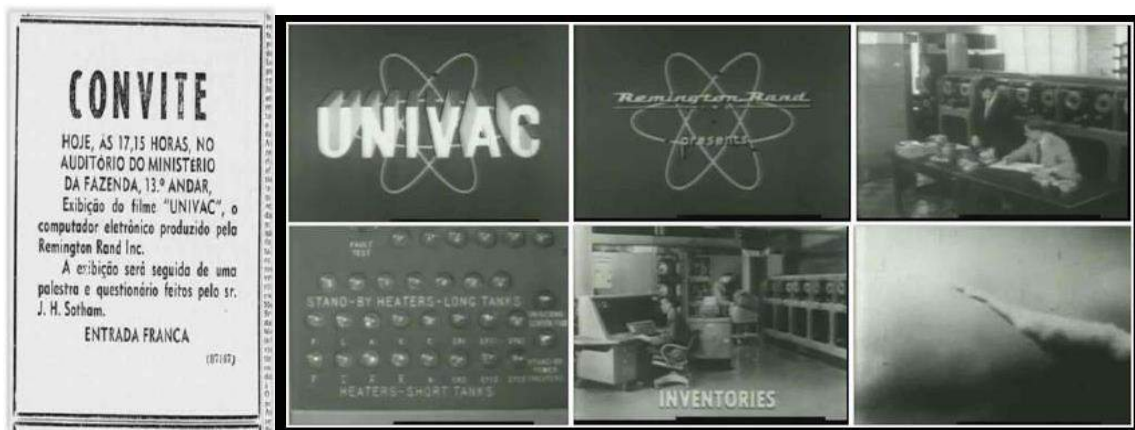 CONVITE
HOJE, ÀS 17,15 HORAS, NO
AUDITÓRIO DO MINISTÉRIO
DA FAZENDA, 13.º ANDAR,
Exibição do filme "UNIVAC", o
computador eletrônico produzido pela
Remington Rand Inc.
A exibição será seguida de uma
palestra e questionário feitos pelo sr.
J. H. Sotham.
ENTRADA FRANCA
(87167)
UNIVAC
Remington Rand
presents
FAULT
TEST
STAND-BY HEATERS-LONG TANKS
HEATERS-SHORT TANKS
INVENTORIES